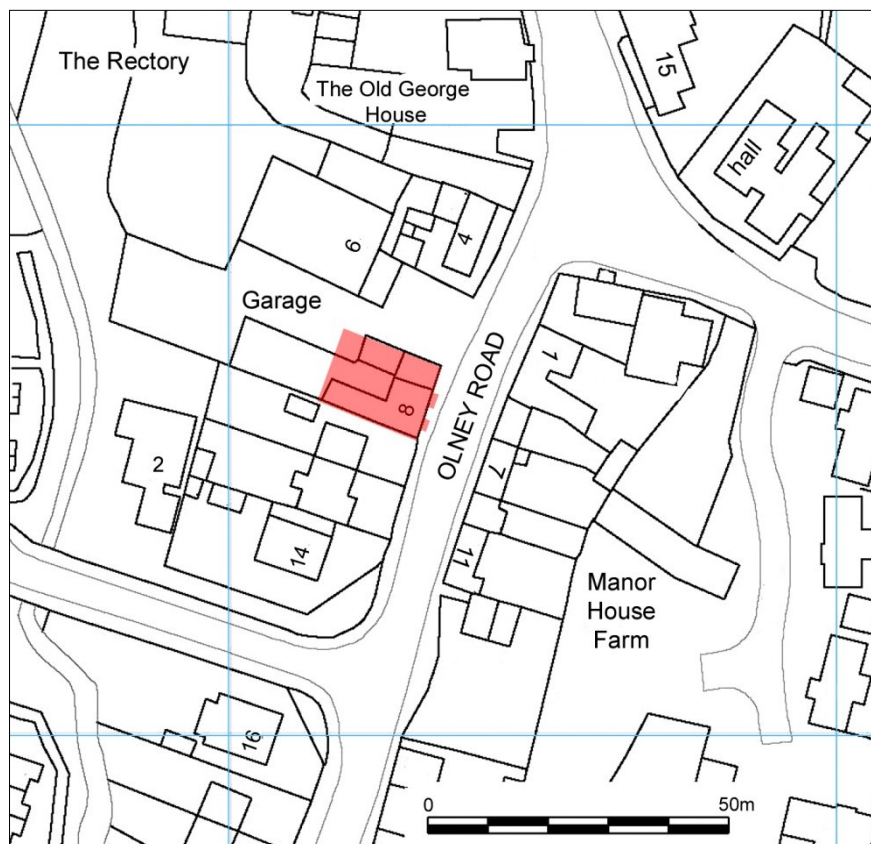 The Rectory
The Old George
House
15
hall
4
6
Garage
8
OLNEY ROAD
1
7
11
2
14
Manor
House
Farm
16
0
50m